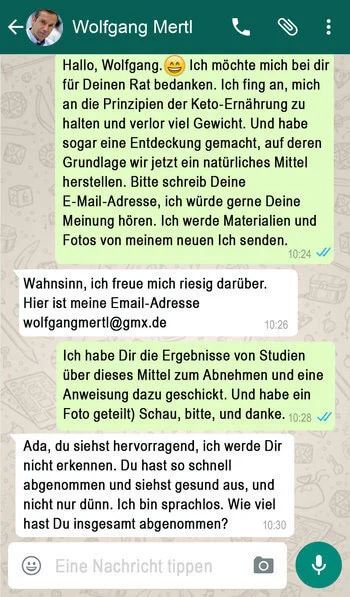 Wolfgang Mertl
Hallo, Wolfgang.😄 Ich möchte mich bei dir
für Deinen Rat bedanken. Ich fing an, mich
an die Prinzipien der Keto-Ernährung zu
halten und verlor viel Gewicht. Und habe
sogar eine Entdeckung gemacht, auf deren
Grundlage wir jetzt ein natürliches Mittel
herstellen. Bitte schreib Deine
E-Mail-Adresse, ich würde gerne Deine
Meinung hören. Ich werde Materialien und
Fotos von meinem neuen Ich senden.
10:24
Wahnsinn, ich freue mich riesig darüber.
Hier ist meine Email-Adresse
wolfgangmertl@gmx.de
10:26
Ich habe Dir die Ergebnisse von Studien
über dieses Mittel zum Abnehmen und eine
Anweisung dazu geschickt. Und habe ein
Foto geteilt) Schau, bitte, und danke. 10:28
Ada, du siehst hervorragend, ich werde Dir
nicht erkennen. Du hast so schnell
abgenommen und siehst gesund aus, und
nicht nur dünn. Ich bin sprachlos. Wie viel
hast Du insgesamt abgenommen? 10:30
Eine Nachricht tippen